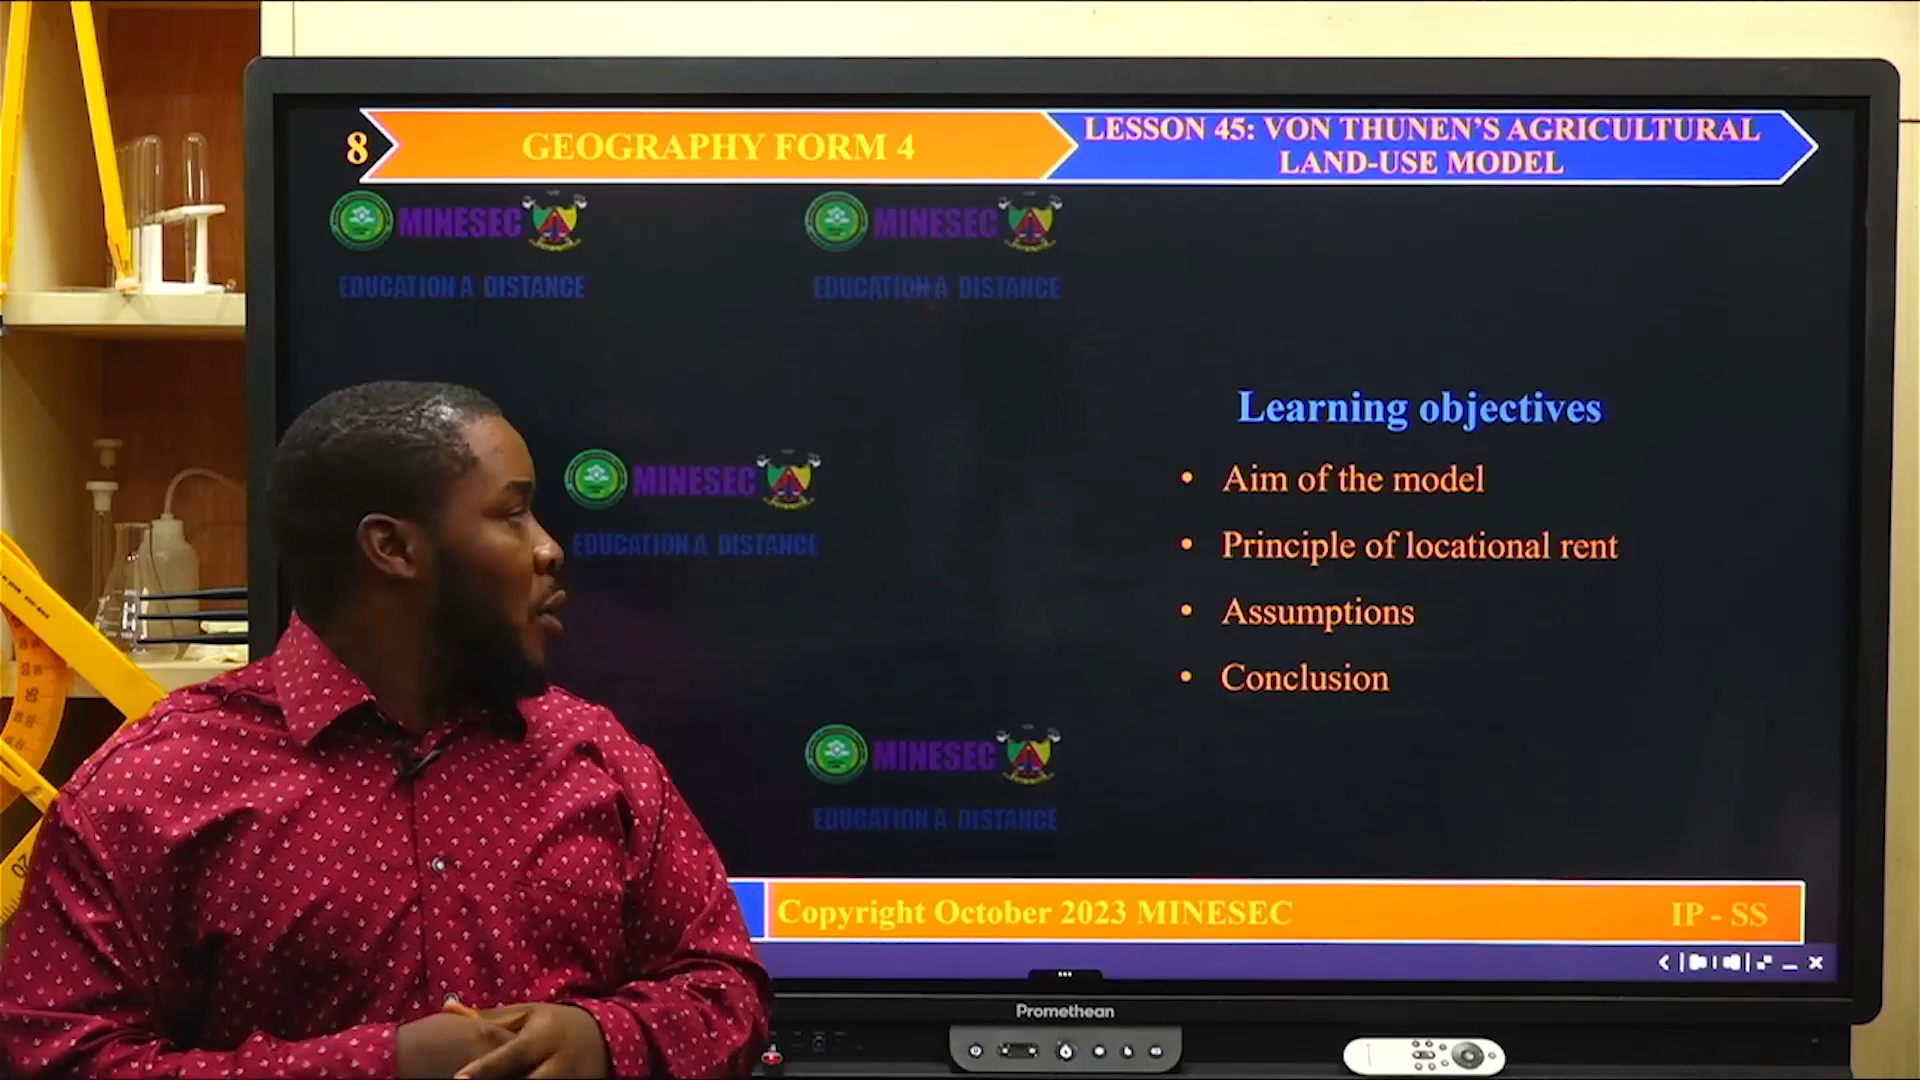 8
GEOGRAPHY FORM 4
LESSON 45: VON THUNEN'S AGRICULTURAL
LAND-USE MODEL
MINESEC
EDUCATION A DISTANCE
MINESEC
EDUCATION A DISTANCE
Learning objectives
• Aim of the model
MINESEC
EDUCATION A DISTANCE
• Principle of locational rent
• Assumptions
• Conclusion
MINESEC
EDUCATION A DISTANCE
Copyright October 2023 MINESEC
IP - SS
Promethean
20